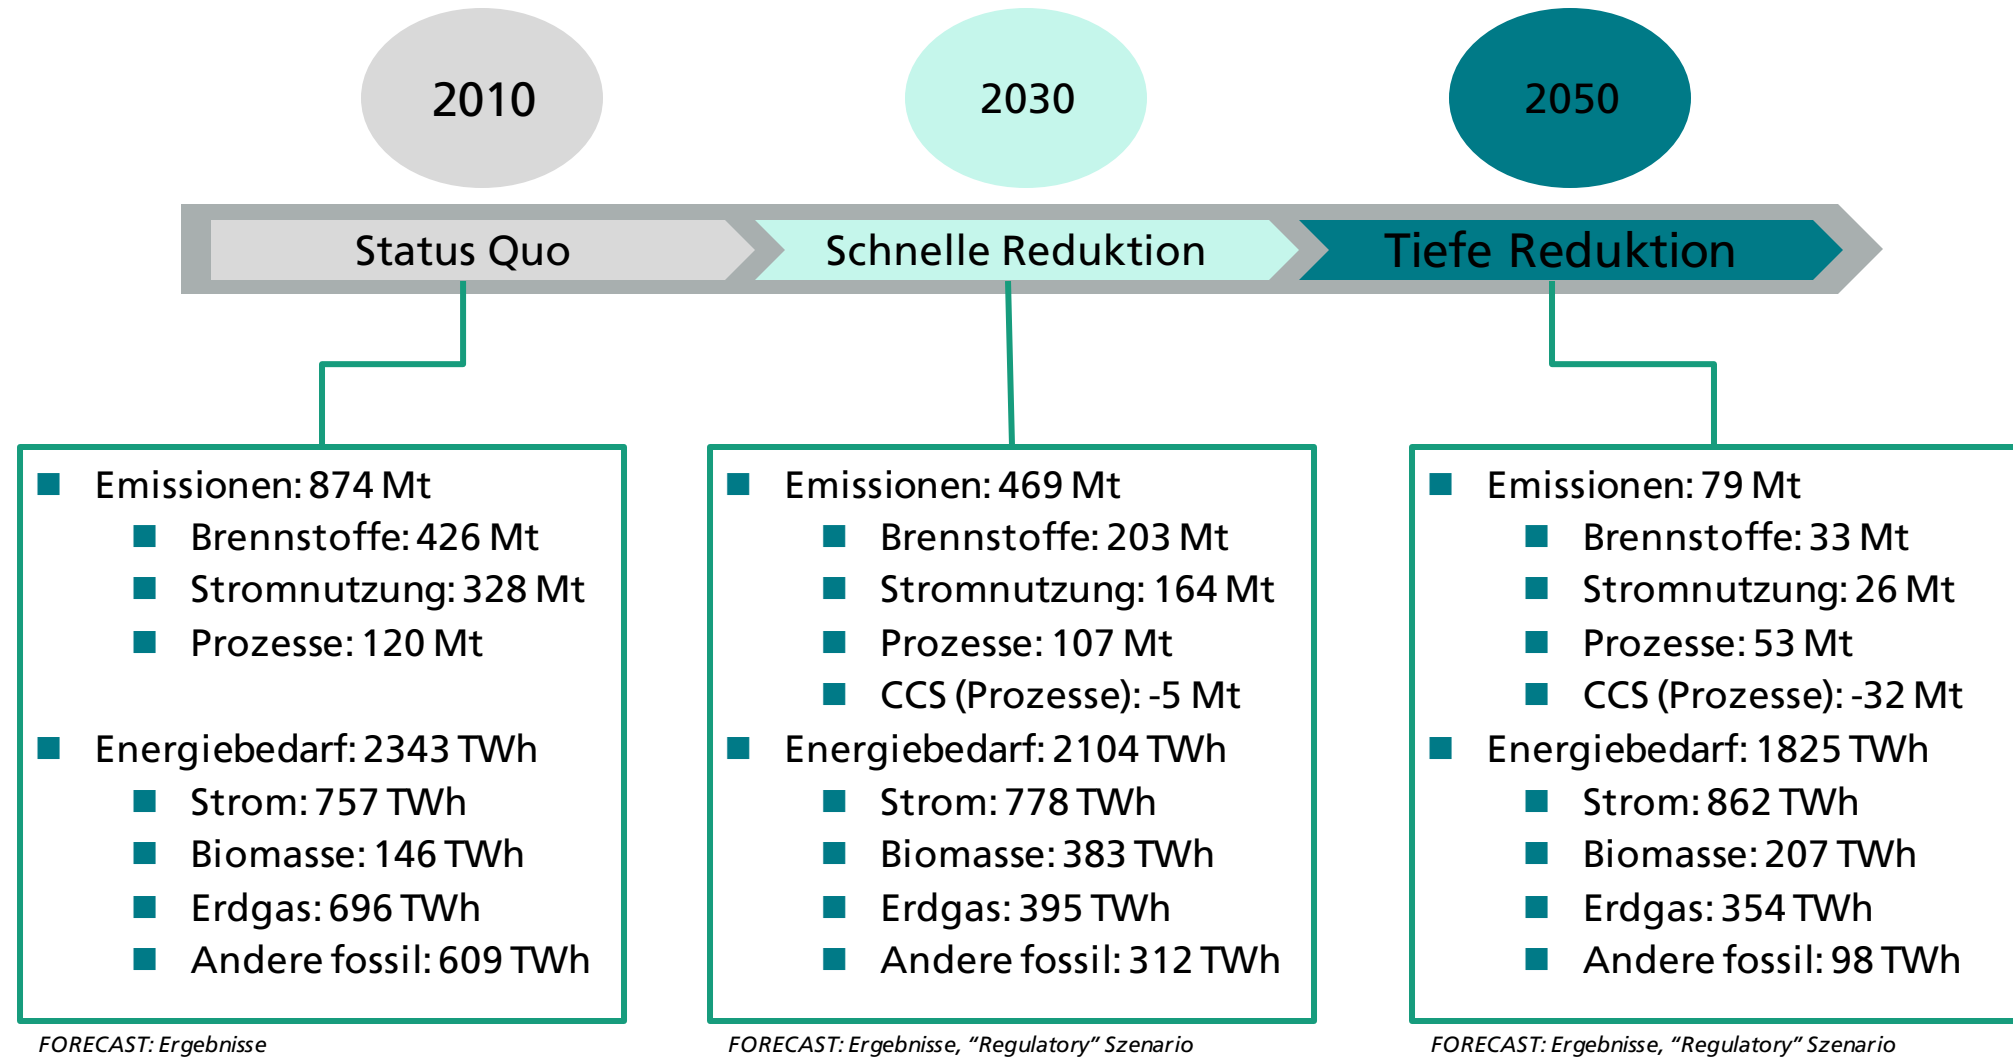 2010
2030
2050
Status Quo
Schnelle Reduktion
Tiefe Reduktion
Emissionen: 874 Mt
Brennstoffe: 426 Mt
Stromnutzung: 328 Mt
Prozesse: 120 Mt
Energiebedarf: 2343 TWh
Strom: 757 TWh
Biomasse: 146 TWh
Erdgas: 696 TWh
Andere fossil: 609 TWh
FORECAST: Ergebnisse
Emissionen: 469 Mt
Brennstoffe: 203 Mt
Stromnutzung: 164 Mt
Prozesse: 107 Mt
CCS (Prozesse): -5 Mt
Energiebedarf: 2104 TWh
Strom: 778 TWh
Biomasse: 383 TWh
Erdgas: 395 TWh
Andere fossil: 312 TWh
FORECAST: Ergebnisse, “Regulatory” Szenario
Emissionen: 79 Mt
Brennstoffe: 33 Mt
Stromnutzung: 26 Mt
Prozesse: 53 Mt
CCS (Prozesse): -32 Mt
Energiebedarf: 1825 TWh
Strom: 862 TWh
Biomasse: 207 TWh
Erdgas: 354 TWh
Andere fossil: 98 TWh
FORECAST: Ergebnisse, “Regulatory” Szenario